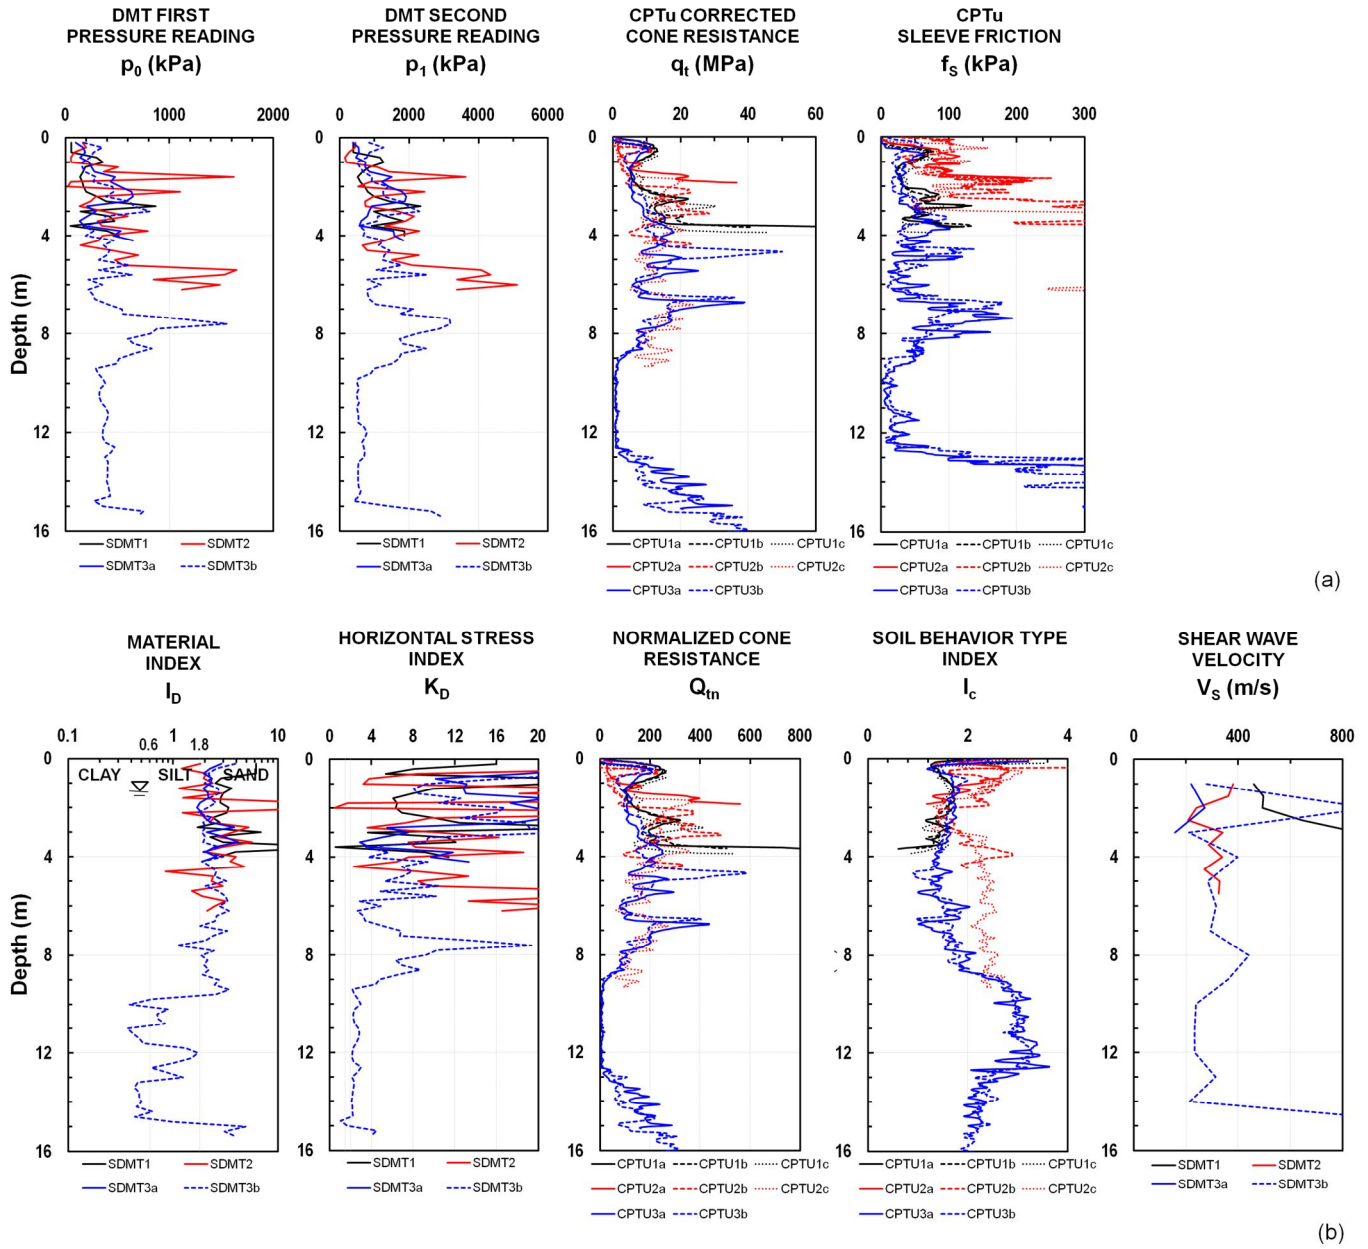 DMT FIRST
PRESSURE READING
p0 (kPa)
DMT SECOND
PRESSURE READING
p1 (kPa)
CPTu CORRECTED
CONE RESISTANCE
qt (MPa)
CPTu
SLEEVE FRICTION
fS (kPa)
0 1000 2000
0 2000 4000 6000
0 20 40 60
0 100 200 300
Depth (m)
0
4
8
12
16
0
4
8
12
16
0
4
8
12
16
0
4
8
12
16
SDMT1 SDMT2
SDMT3a SDMT3b
SDMT1 SDMT2
SDMT3a SDMT3b
CPTU1a CPTU1b CPTU1c
CPTU2a CPTU2b CPTU2c
CPTU3a CPTU3b
CPTU1a CPTU1b CPTU1c
CPTU2a CPTU2b CPTU2c
CPTU3a CPTU3b
(a)
MATERIAL
INDEX
ID
HORIZONTAL STRESS
INDEX
KD
NORMALIZED CONE
RESISTANCE
Qtn
SOIL BEHAVIOR TYPE
INDEX
Ic
SHEAR WAVE
VELOCITY
VS (m/s)
0.1 1 10
0.6 1.8
CLAY SILT SAND
0 4 8 12 16 20
0 200 400 600 800
0 2 4
0 400 800
Depth (m)
0
4
8
12
16
0
4
8
12
16
0
4
8
12
16
0
4
8
12
16
0
4
8
12
16
SDMT1 SDMT2
SDMT3a SDMT3b
SDMT1 SDMT2
SDMT3a SDMT3b
CPTU1a CPTU1b CPTU1c
CPTU2a CPTU2b CPTU2c
CPTU3a CPTU3b
CPTU1a CPTU1b CPTU1c
CPTU2a CPTU2b CPTU2c
CPTU3a CPTU3b
SDMT1 SDMT2
SDMT3a SDMT3b
(b)